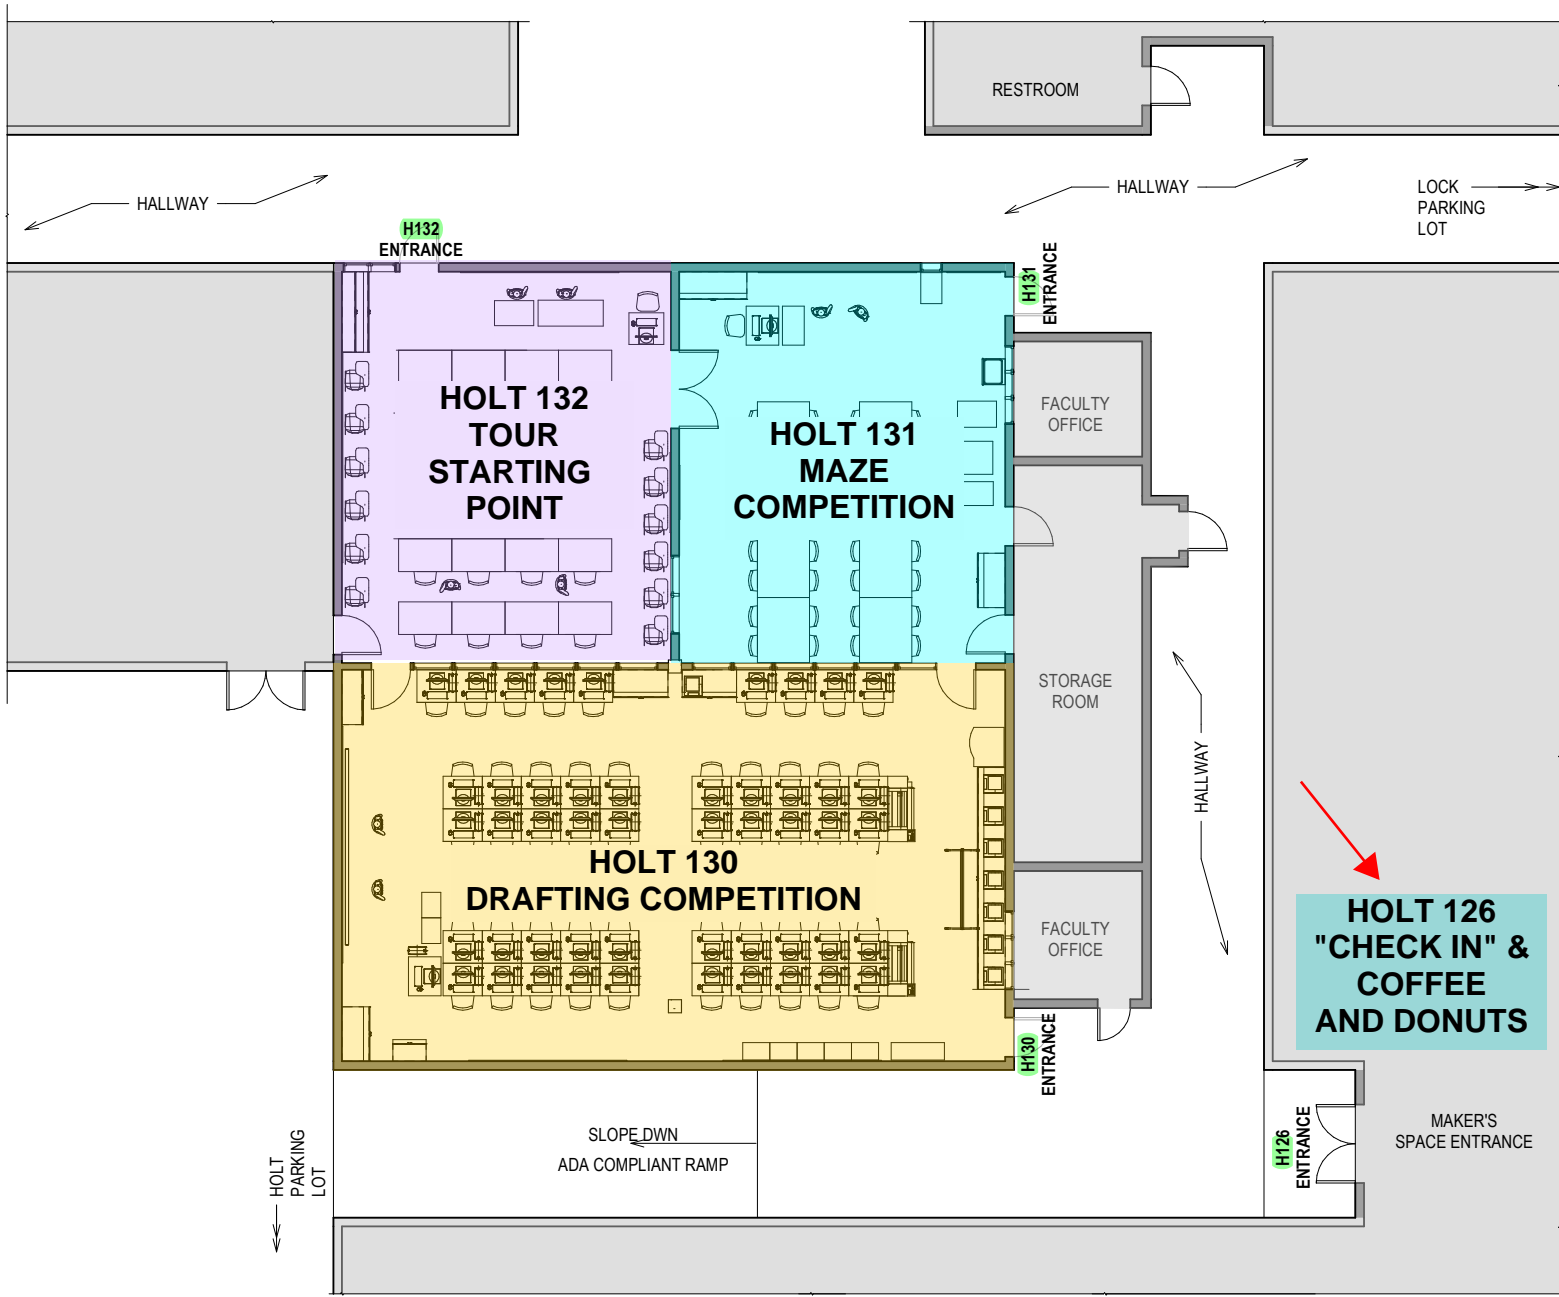 RESTROOM
HALLWAY
HALLWAY
LOCK
PARKING
LOT
H132
ENTRANCE
H131
ENTRANCE
HOLT 132
TOUR
STARTING
POINT
HOLT 131
MAZE
COMPETITION
FACULTY
OFFICE
STORAGE
ROOM
HALLWAY
HOLT 130
DRAFTING COMPETITION
FACULTY
OFFICE
HOLT 126
"CHECK IN" &
COFFEE
AND DONUTS
H130
ENTRANCE
SLOPE DWN
ADA COMPLIANT RAMP
HOLT
PARKING
LOT
H126
ENTRANCE
MAKER'S
SPACE ENTRANCE